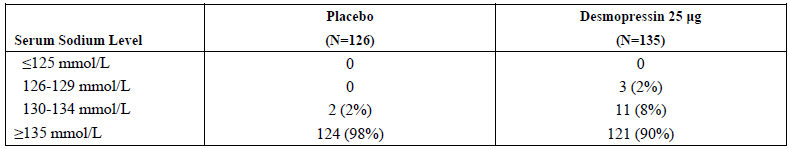 Placebo Desmopressin 25 µg
Serum Sodium Level (N=126) (N=135)
≤125 mmol/L 0 0
126-129 mmol/L 0 3 (2%)
130-134 mmol/L 2 (2%) 11 (8%)
≥135 mmol/L 124 (98%) 121 (90%)